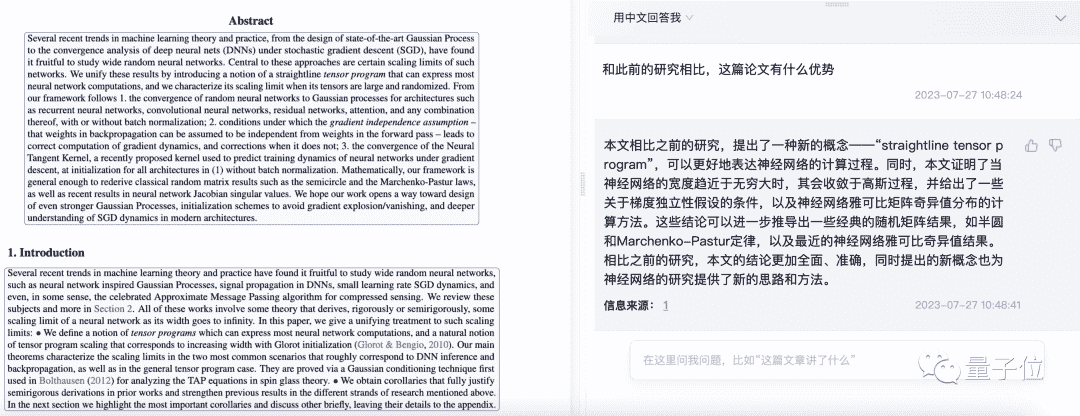 Abstract
Several recent trends in machine learning theory and practice, from the design of state-of-the-art Gaussian Process
to the convergence analysis of deep neural nets (DNNs) under stochastic gradient descent (SGD), have found
it fruitful to study wide random neural networks. Central to these approaches are certain scaling limits of such
networks. We unify these results by introducing a notion of a straightline tensor program that can express most
neural network computations, and we characterize its scaling limit when its tensors are large and randomized. From
our framework follows 1. the convergence of random neural networks to Gaussian processes for architectures such
as recurrent neural networks, convolutional neural networks, residual networks, attention, and any combination
thereof, with or without batch normalization; 2. conditions under which the gradient independence assumption –
that weights in backpropagation can be assumed to be independent from weights in the forward pass – leads to
correct computation of gradient dynamics, and corrections when it does not; 3. the convergence of the Neural
Tangent Kernel, a recently proposed kernel used to predict training dynamics of neural networks under gradient
descent, at initialization for all architectures in (1) without batch normalization. Mathematically, our framework is
general enough to rederive classical random matrix results such as the semicircle and the Marchenko-Pastur laws,
as well as recent results in neural network Jacobian singular values. We hope our work opens a way toward design
of even stronger Gaussian Processes, initialization schemes to avoid gradient explosion/vanishing, and deeper
understanding of SGD dynamics in modern architectures.
1. Introduction
Several recent trends in machine learning theory and practice have found it fruitful to study wide random neural networks,
such as neural network inspired Gaussian Processes, signal propagation in DNNs, small learning rate SGD dynamics, and
even, in some sense, the celebrated Approximate Message Passing algorithm for compressed sensing. We review these
subjects and more in Section 2. All of these works involve some theory that derives, rigorously or semirigorously, some
scaling limit of a neural network as its width goes to infinity. In this paper, we give a unifying treatment to such scaling
limits: • We define a notion of tensor programs which can express most neural network computations, and a natural notion
of tensor program scaling that corresponds to increasing width with Glorot initialization (Glorot & Bengio, 2010). Our main
theorems characterize the scaling limits in the two most common scenarios that roughly correspond to DNN inference and
backpropagation, as well as in the general tensor program case. They are proved via a Gaussian conditioning technique first
used in Bolthausen (2012) for analyzing the TAP equations in spin glass theory. • We obtain corollaries that fully justify
semirigorous derivations in prior works and strengthen previous results in the different strands of research mentioned above.
In the next section we highlight the most important corollaries and discuss other briefly, leaving their details to the appendix.
用中文回答我
和此前的研究相比，这篇论文有什么优势
2023-07-27 10:48:24
本文相比之前的研究，提出了一种新的概念——“straightline tensor p
rogram”，可以更好地表达神经网络的计算过程。同时，本文证明了当
神经网络的宽度趋近于无穷大时，其会收敛于高斯过程，并给出了一些
关于梯度独立性假设的条件，以及神经网络雅可比矩阵奇异值分布的计
算方法。这些结论可以进一步推导出一些经典的随机矩阵结果，如半圆
和Marchenko-Pastur定律，以及最近的神经网络雅可比奇异值结果。
相比之前的研究，本文的结论更加全面、准确，同时提出的新概念也为
神经网络的研究提供了新的思路和方法。
信息来源： 1
2023-07-27 10:48:41
在这里问我问题，比如“这篇文章讲了什么”
量子位